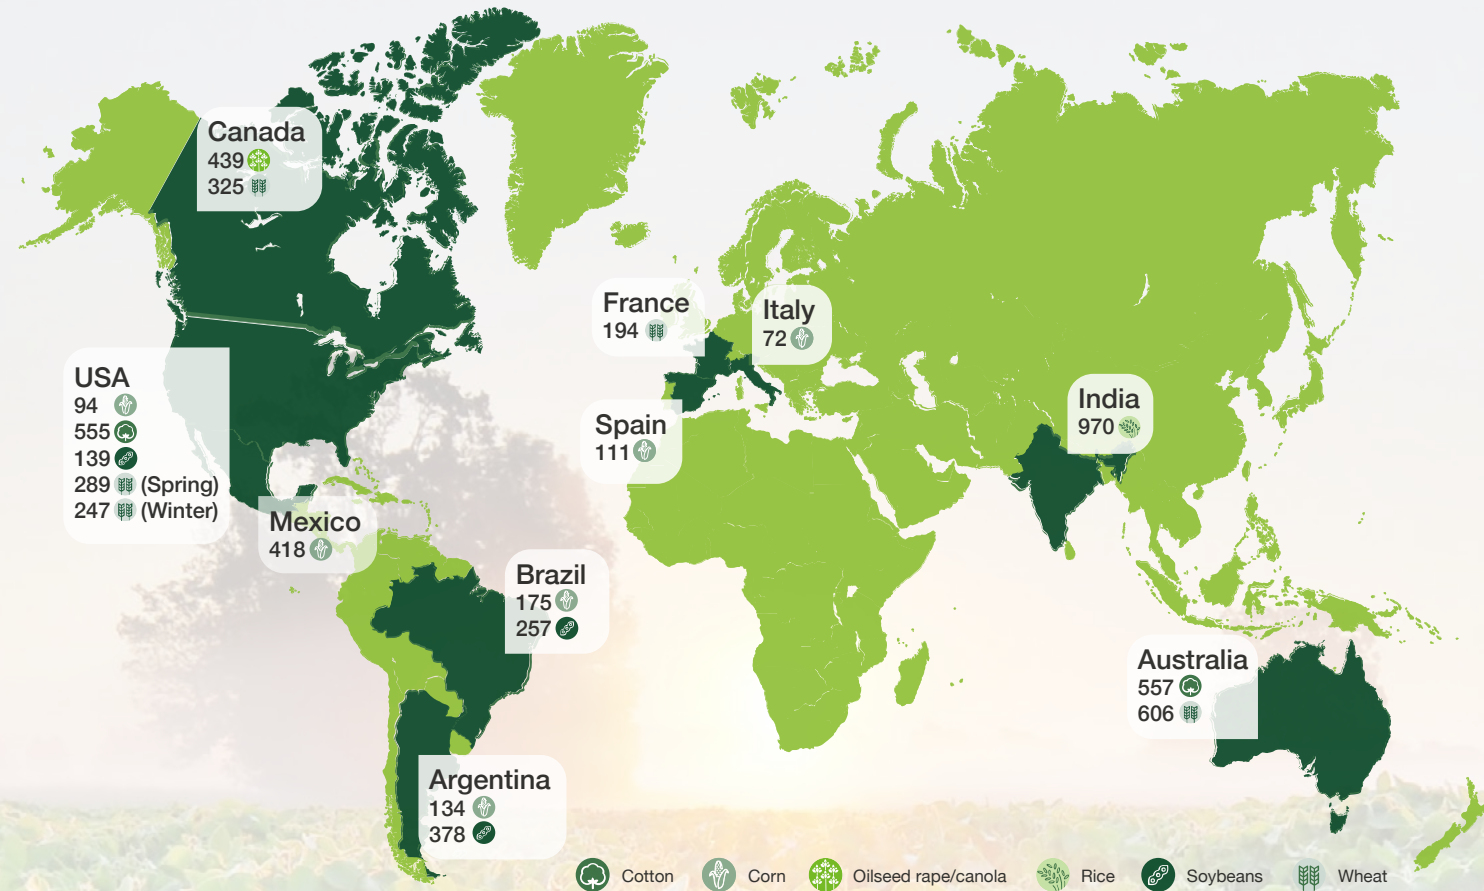 Canada
439
325
USA
94
555
139
289 (Spring)
247 (Winter)
Mexico
418
France
194
Italy
72
Spain
111
India
970
Brazil
175
257
Argentina
134
378
Australia
557
606
Cotton Corn Oilseed rape/canola Rice Soybeans Wheat